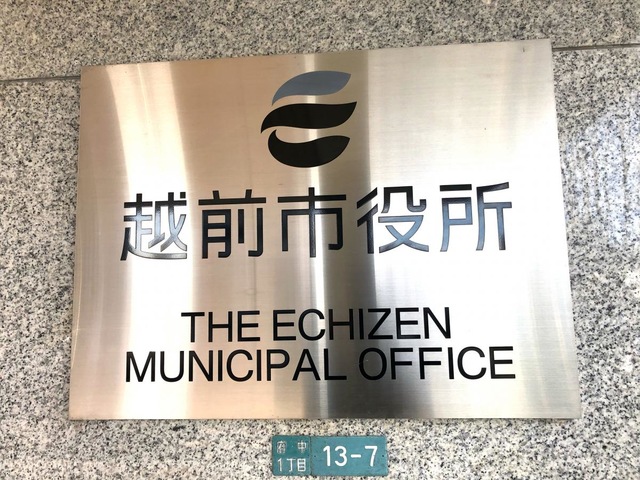 越前市役所
THE ECHIZEN
MUNICIPAL OFFICE
府中
1丁目
13-7